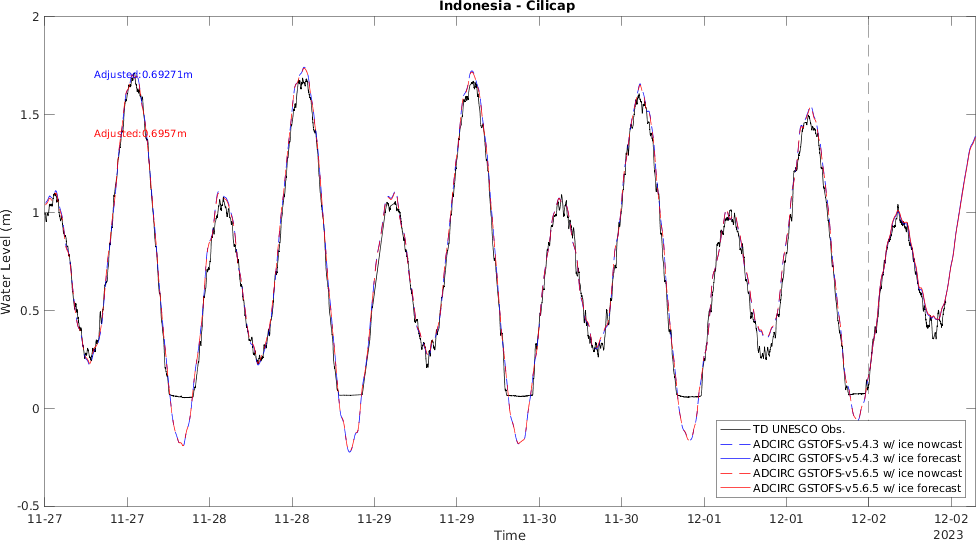 Indonesia - Cilicap
2
1.5
1
0.5
0
-0.5
Water Level (m)
Adjusted:0.69271m
Adjusted:0.6957m
TD UNESCO Obs.
ADCIRC GSTOFS-v5.4.3 w/ ice nowcast
ADCIRC GSTOFS-v5.4.3 w/ ice forecast
ADCIRC GSTOFS-v5.6.5 w/ ice nowcast
ADCIRC GSTOFS-v5.6.5 w/ ice forecast
11-27 11-27 11-28 11-28 11-29 11-29 11-30 11-30 12-01 12-01 12-02 12-02
2023
Time